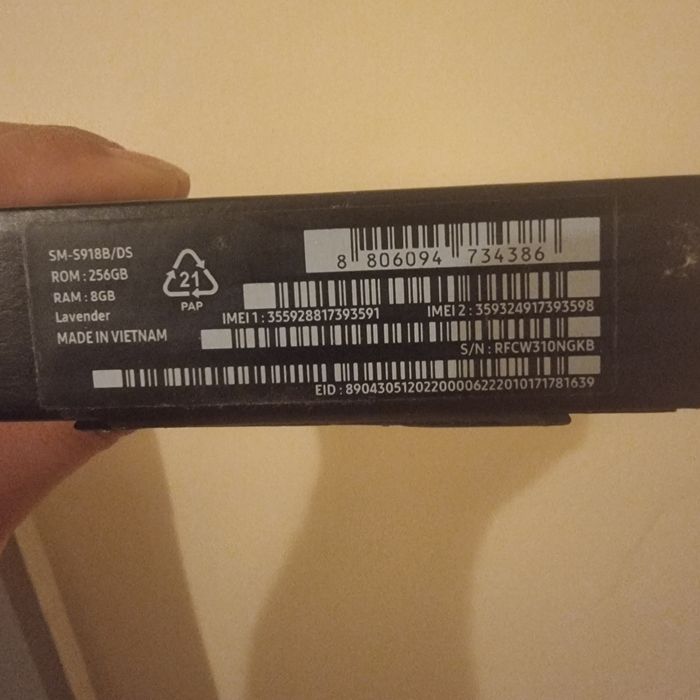 SM-S918B/DS
ROM : 256GB
RAM : 8GB
Lavender
MADE IN VIETNAM
21
PAP
8 806094 734386
IMEI 1 : 355928817393591
IMEI 2 : 359324917393598
S/N : RFCW310NGKB
EID : 89043051202200006222010171781639